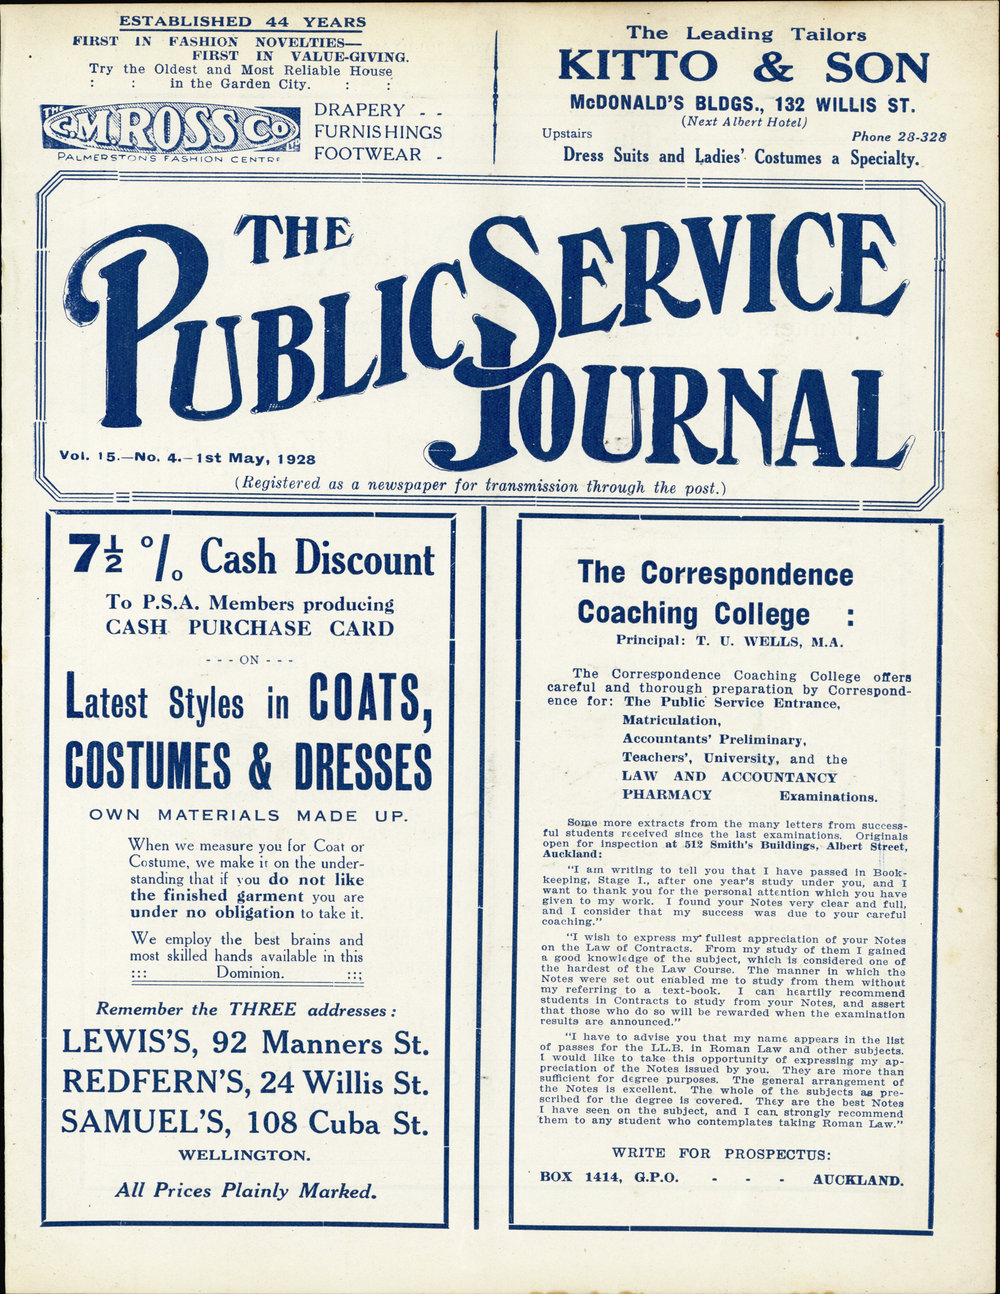 ESTABLISHED 44 YEARS
FIRST IN FASHION NOVELTIES—
FIRST IN VALUE-GIVING.
Try the Oldest and Most Reliable House
: : in the Garden City. : :
THE C.M.ROSS Co LTD
PALMERSTON'S FASHION CENTRE
DRAPERY - -
FURNISHINGS
FOOTWEAR -
The Leading Tailors
KITTO & SON
McDONALD'S BLDGS., 132 WILLIS ST.
(Next Albert Hotel)
Upstairs Phone 28-328
Dress Suits and Ladies' Costumes a Specialty.
THE
PUBLIC SERVICE
JOURNAL
Vol. 15.—No. 4.—1st May, 1928
(Registered as a newspaper for transmission through the post.)
7½ % Cash Discount
To P.S.A. Members producing
CASH PURCHASE CARD
- - - ON - - -
Latest Styles in COATS,
COSTUMES & DRESSES
OWN MATERIALS MADE UP.
When we measure you for Coat or
Costume, we make it on the under-
standing that if you do not like
the finished garment you are
under no obligation to take it.
We employ the best brains and
most skilled hands available in this
::: Dominion. :::
Remember the THREE addresses:
LEWIS'S, 92 Manners St.
REDFERN'S, 24 Willis St.
SAMUEL'S, 108 Cuba St.
WELLINGTON.
All Prices Plainly Marked.
The Correspondence
Coaching College :
Principal: T. U. WELLS, M.A.
The Correspondence Coaching College offers
careful and thorough preparation by Correspond-
ence for: The Public Service Entrance,
Matriculation,
Accountants' Preliminary,
Teachers', University, and the
LAW AND ACCOUNTANCY
PHARMACY Examinations.
Some more extracts from the many letters from success-
ful students received since the last examinations. Originals
open for inspection at 512 Smith's Buildings, Albert Street,
Auckland:
"I am writing to tell you that I have passed in Book-
keeping, Stage I., after one year's study under you, and I
want to thank you for the personal attention which you have
given to my work. I found your Notes very clear and full,
and I consider that my success was due to your careful
coaching."
"I wish to express my fullest appreciation of your Notes
on the Law of Contracts. From my study of them I gained
a good knowledge of the subject, which is considered one of
the hardest of the Law Course. The manner in which the
Notes were set out enabled me to study from them without
my referring to a text-book. I can heartily recommend
students in Contracts to study from your Notes, and assert
that those who do so will be rewarded when the examination
results are announced."
"I have to advise you that my name appears in the list
of passes for the LL.B. in Roman Law and other subjects.
I would like to take this opportunity of expressing my ap-
preciation of the Notes issued by you. They are more than
sufficient for degree purposes. The general arrangement of
the Notes is excellent. The whole of the subjects as pre-
scribed for the degree is covered. They are the best Notes
I have seen on the subject, and I can strongly recommend
them to any student who contemplates taking Roman Law."
WRITE FOR PROSPECTUS:
BOX 1414, G.P.O. - - - AUCKLAND.